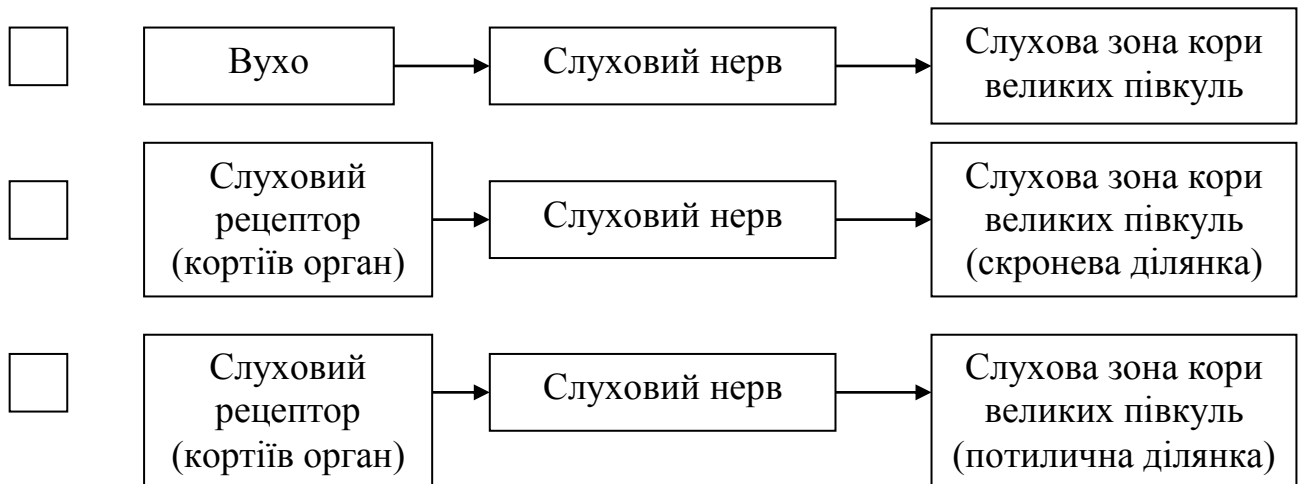 Вухо
Слуховий нерв
Слухова зона кори
великих півкуль
Слуховий
рецептор
(кортіїв орган)
Слуховий нерв
Слухова зона кори
великих півкуль
(скронева ділянка)
Слуховий
рецептор
(кортіїв орган)
Слуховий нерв
Слухова зона кори
великих півкуль
(потилична ділянка)